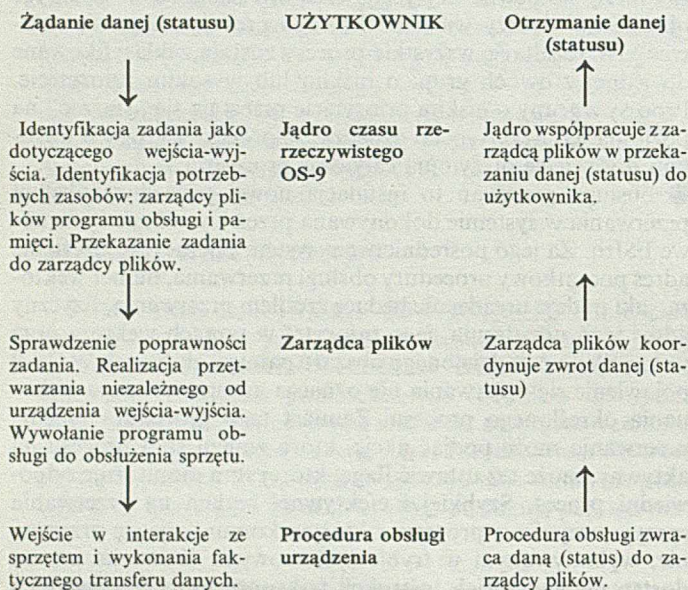 Żądanie danej (statusu)
UŻYTKOWNIK
Otrzymanie danej
(statusu)
Identyfikacja zadania jako
dotyczącego wejścia-wyj-
ścia. Identyfikacja potrzeb-
nych zasobów: zarządcy pli-
ków programu obsługi i pa-
mięci. Przekazanie zadania
do zarządcy plików.
Jądro czasu rze-
rzeczywistego
OS-9
Jądro współpracuje z za-
rządcą plików w przeka-
zaniu danej (statusu) do
użytkownika.
Sprawdzenie poprawności
zadania. Realizacja przet-
warzania niezależnego od
urządzenia wejścia-wyjścia.
Wywołanie programu ob-
sługi do obsłużenia sprzętu.
Zarządca plików
Zarządca plików koor-
dynuje zwrot danej (sta-
tusu)
Wejście w interakcje ze
sprzętem i wykonania fak-
tycznego transferu danych.
Procedura obsługi
urządzenia
Procedura obsługi zwra-
ca daną (status) do za-
rządcy plików.